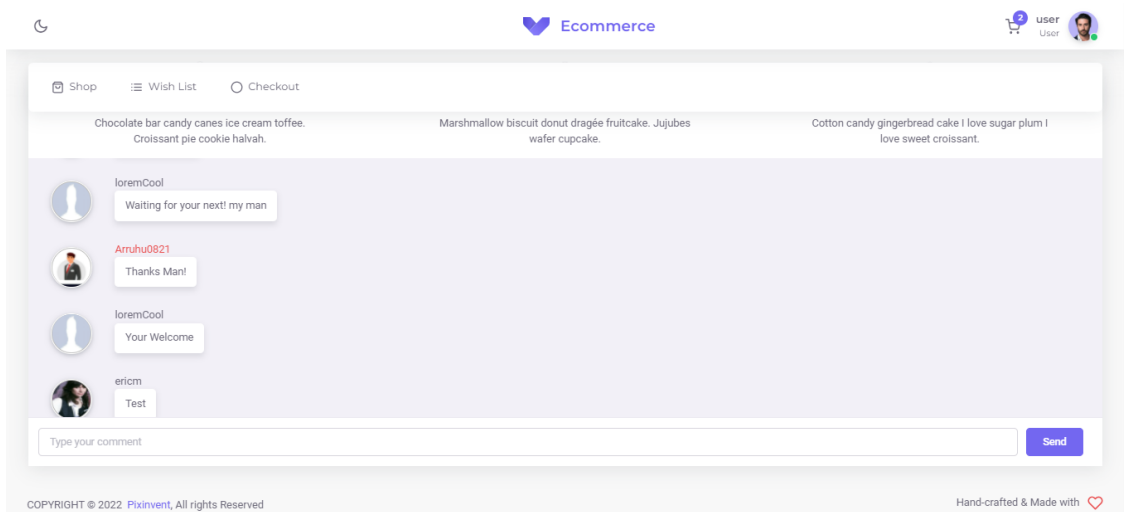 Ecommerce
2
user
User
Shop
Wish List
Checkout
Chocolate bar candy canes ice cream toffee.
Croissant pie cookie halvah.
Marshmallow biscuit donut dragée fruitcake. Jujubes
wafer cupcake.
Cotton candy gingerbread cake I love sugar plum I
love sweet croissant.
loremCool
Waiting for your next! my man
Arruhu0821
Thanks Man!
loremCool
Your Welcome
ericm
Test
Type your comment
Send
COPYRIGHT © 2022 Pixinvent, All rights Reserved
Hand-crafted & Made with